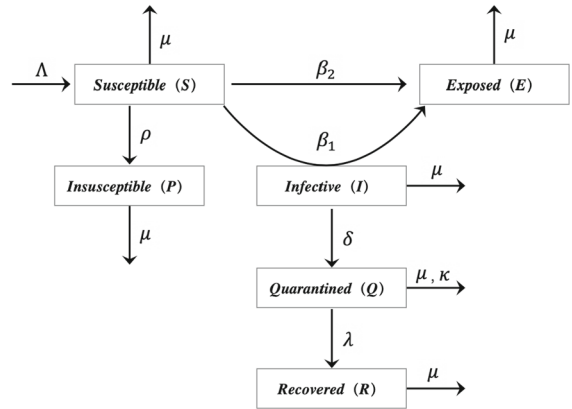 μ
μ
Λ
Susceptible (S)
β₂
Exposed (E)
ρ
β₁
Insusceptible (P)
Infective (I)
μ
μ
δ
Quarantined (Q)
μ , κ
λ
Recovered (R)
μ